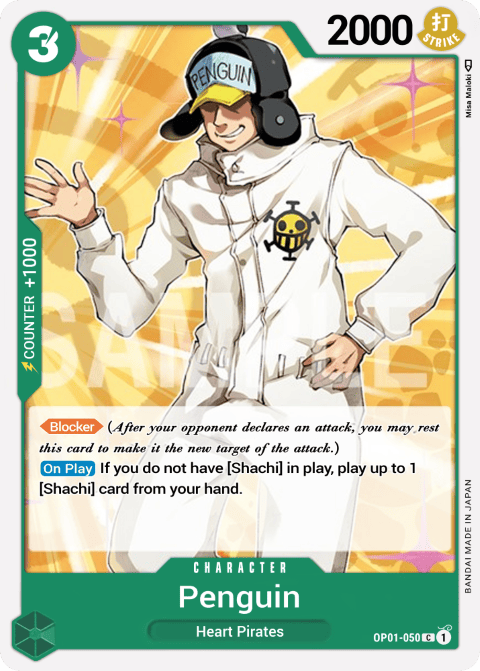 3
2000
打
STRIKE
Misa Matoki
PENGUIN
COUNTER +1000
SAMPLE
Blocker (After your opponent declares an attack, you may rest
this card to make it the new target of the attack.)
On Play If you do not have [Shachi] in play, play up to 1
[Shachi] card from your hand.
BANDAI MADE IN JAPAN
CHARACTER
Penguin
Heart Pirates
OP01-050 C 1